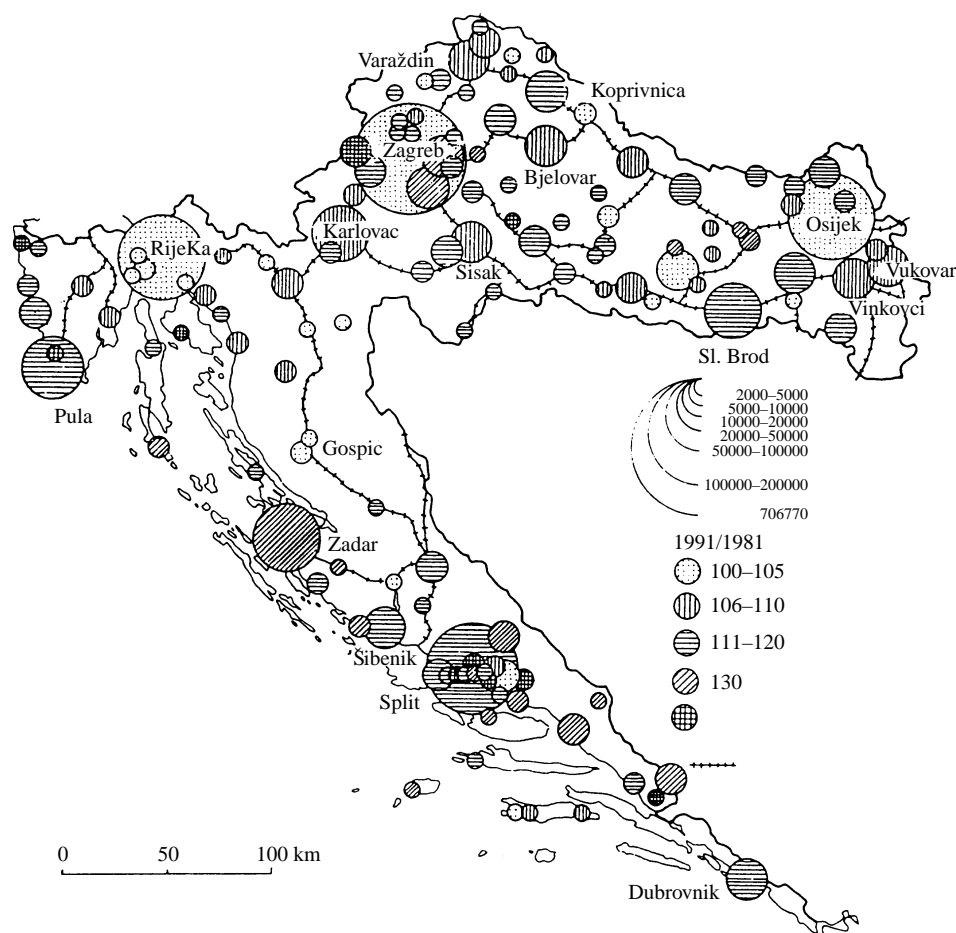 Varaždin
Koprivnica
Zagreb
Bjelovar
RijeKa
Karlovac
Osijek
Sisak
Vukovar
Vinkovci
Sl. Brod
Pula
2000–5000
5000–10000
10000–20000
20000–50000
50000–100000
Gospic
100000–200000
706770
Zadar
1991/1981
100–105
106–110
111–120
Šibenik
130
Split
0 50 100 km
Dubrovnik